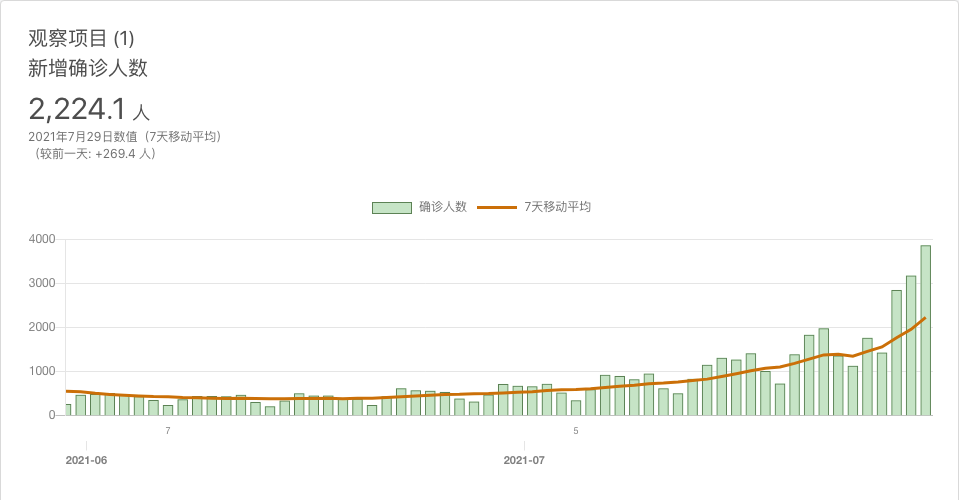 观察项目 (1)
新增确诊人数
2,224.1 人
2021年7月29日数值（7天移动平均）
（较前一天: +269.4 人）
确诊人数 7天移动平均
4000
3000
2000
1000
0
7 5
2021-06 2021-07